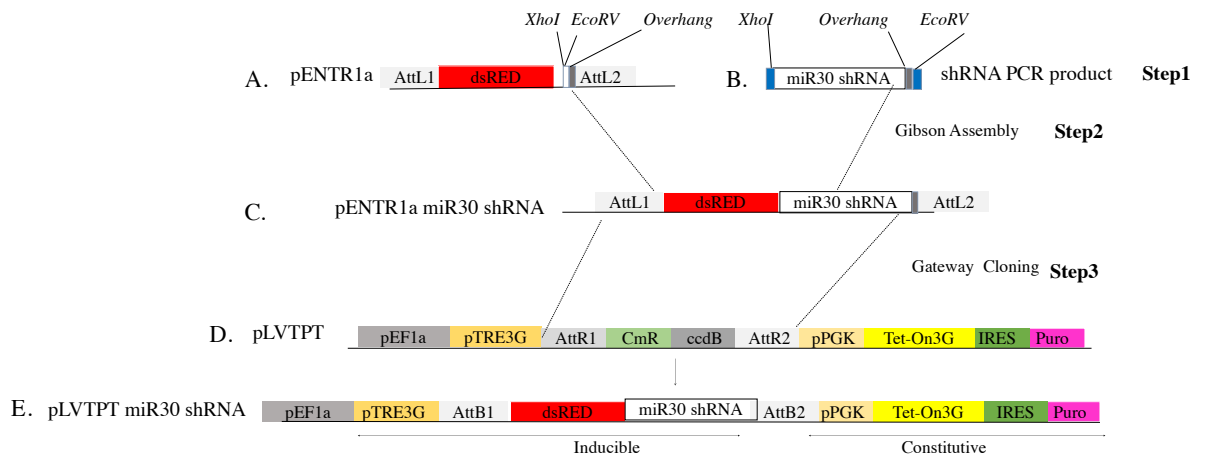 XhoI EcoRV Overhang XhoI Overhang EcoRV
A. pENTR1a AttL1 dsRED AttL2 B. miR30 shRNA shRNA PCR product Step1
Gibson Assembly Step2
C. pENTR1a miR30 shRNA AttL1 dsRED miR30 shRNA AttL2
Gateway Cloning Step3
D. pLVTPT pEF1a pTRE3G AttR1 CmR ccdB AttR2 pPGK Tet-On3G IRES Puro
E. pLVTPT miR30 shRNA pEF1a pTRE3G AttB1 dsRED miR30 shRNA AttB2 pPGK Tet-On3G IRES Puro
Inducible Constitutive